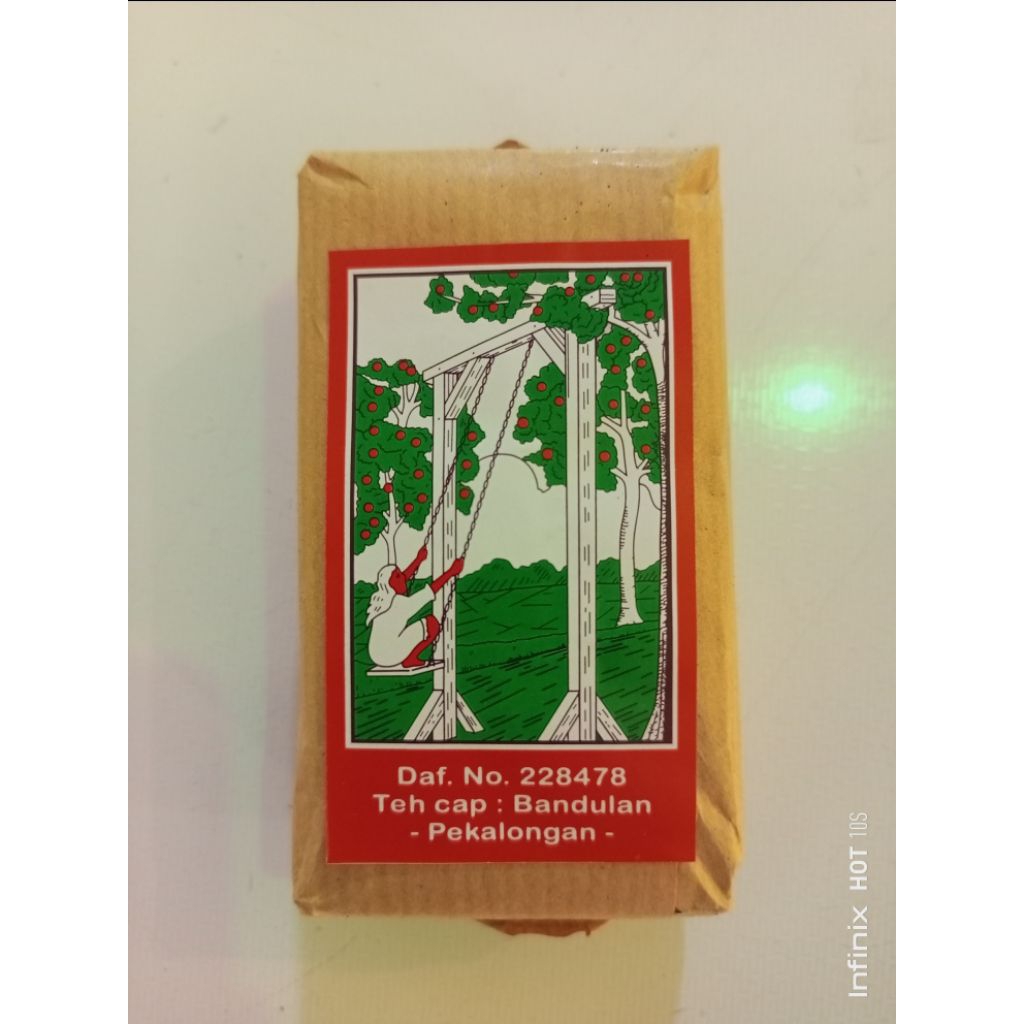 Daf. No. 228478
Teh cap : Bandulan
- Pekalongan -
Infinix HOT 10S